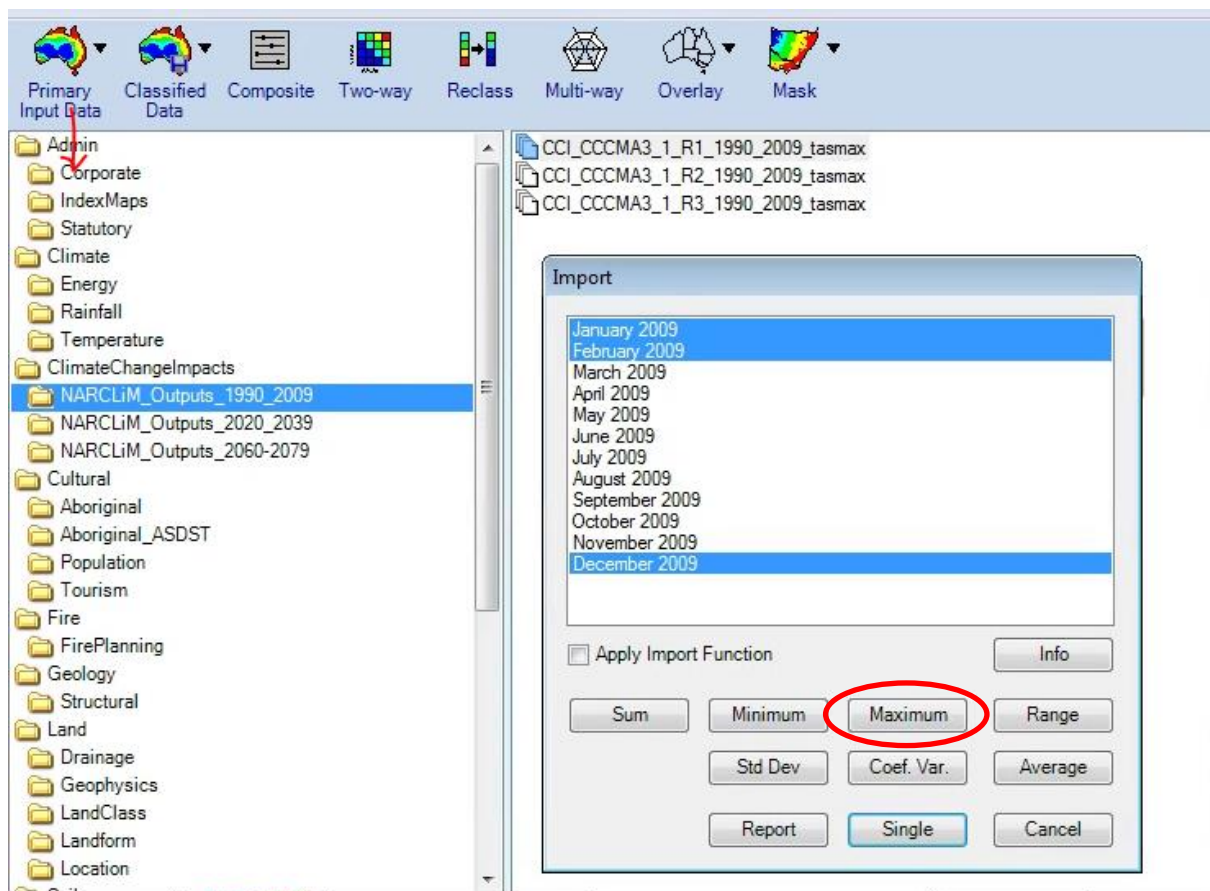 Primary Input Data
Classified Data
Composite
Two-way
Reclass
Multi-way
Overlay
Mask
Admin
Corporate
IndexMaps
Statutory
Climate
Energy
Rainfall
Temperature
ClimateChangeImpacts
NARCLiM_Outputs_1990_2009
NARCLiM_Outputs_2020_2039
NARCLiM_Outputs_2060-2079
Cultural
Aboriginal
Aboriginal_ASDST
Population
Tourism
Fire
FirePlanning
Geology
Structural
Land
Drainage
Geophysics
LandClass
Landform
Location
CCI_CCCMA3_1_R1_1990_2009_tasmax
CCI_CCCMA3_1_R2_1990_2009_tasmax
CCI_CCCMA3_1_R3_1990_2009_tasmax
Import
January 2009
February 2009
March 2009
April 2009
May 2009
June 2009
July 2009
August 2009
September 2009
October 2009
November 2009
December 2009
Apply Import Function
Info
Sum
Minimum
Maximum
Range
Std Dev
Coef. Var.
Average
Report
Single
Cancel